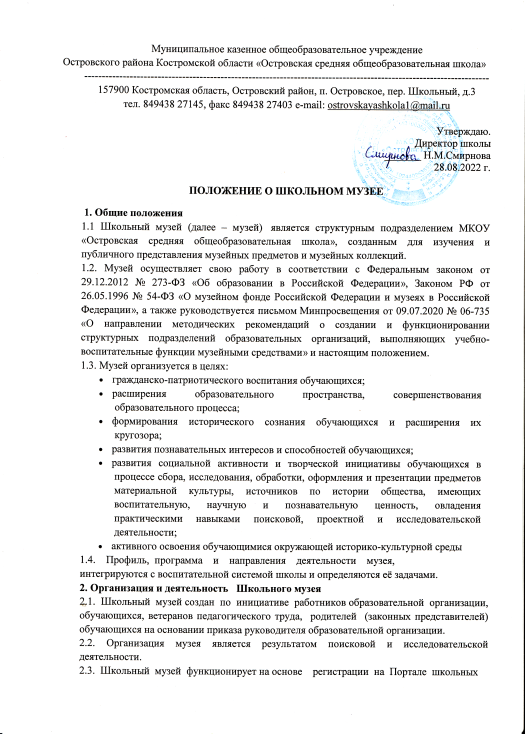 Муниципальное казенное общеобразовательное учреждение
Островского района Костромской области «Островская средняя общеобразовательная школа»
157900 Костромская область, Островский район, п. Островское, пер. Школьный, д.3
тел. 849438 27145, факс 849438 27403 e-mail: ostrovskayashkola1@mail.ru
Утверждаю.
Директор школы
Смирнова Н.М.Смирнова
28.08.2022 г.
ПОЛОЖЕНИЕ О ШКОЛЬНОМ МУЗЕЕ
1. Общие положения
1.1 Школьный музей (далее – музей) является структурным подразделением МКОУ
«Островская средняя общеобразовательная школа», созданным для изучения и
публичного представления музейных предметов и музейных коллекций.
1.2. Музей осуществляет свою работу в соответствии с Федеральным законом от
29.12.2012 № 273-ФЗ «Об образовании в Российской Федерации», Законом РФ от
26.05.1996 № 54-ФЗ «О музейном фонде Российской Федерации и музеях в Российской
Федерации», а также руководствуется письмом Минпросвещения от 09.07.2020 № 06-735
«О направлении методических рекомендаций о создании и функционировании
структурных подразделений образовательных организаций, выполняющих учебно-
воспитательные функции музейными средствами» и настоящим положением.
1.3. Музей организуется в целях:
• гражданско-патриотического воспитания обучающихся;
• расширения образовательного пространства, совершенствования
образовательного процесса;
• формирования исторического сознания обучающихся и расширения их
кругозора;
• развития познавательных интересов и способностей обучающихся;
• развития социальной активности и творческой инициативы обучающихся в
процессе сбора, исследования, обработки, оформления и презентации предметов
материальной культуры, источников по истории общества, имеющих
воспитательную, научную и познавательную ценность, овладения
практическими навыками поисковой, проектной и исследовательской
деятельности;
• активного освоения обучающимися окружающей историко-культурной среды
1.4. Профиль, программа и направления деятельности музея,
интегрируются с воспитательной системой школы и определяются её задачами.
2. Организация и деятельность Школьного музея
2.1. Школьный музей создан по инициативе работников образовательной организации,
обучающихся, ветеранов педагогического труда, родителей (законных представителей)
обучающихся на основании приказа руководителя образовательной организации.
2.2. Организация музея является результатом поисковой и исследовательской
деятельности.
2.3. Школьный музей функционирует на основе регистрации на Портале школьных